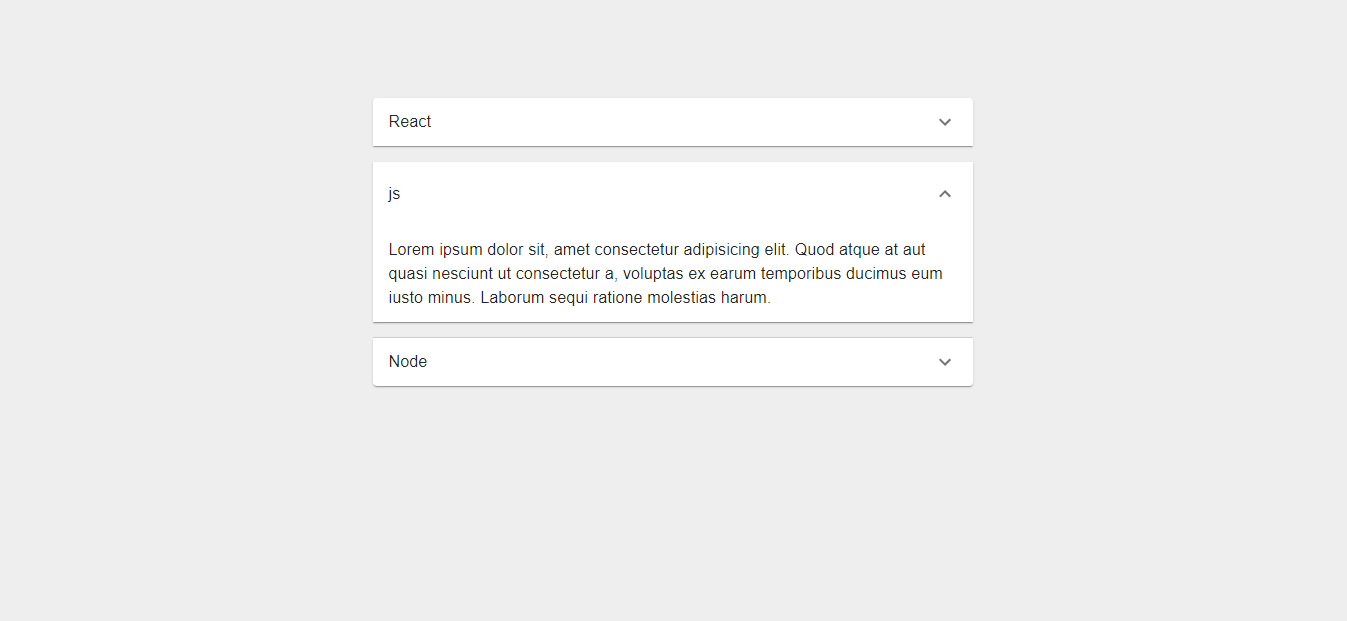 React
js
Lorem ipsum dolor sit, amet consectetur adipisicing elit. Quod atque at aut
quasi nesciunt ut consectetur a, voluptas ex earum temporibus ducimus eum
iusto minus. Laborum sequi ratione molestias harum.
Node